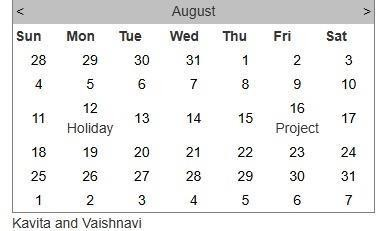 < August >
Sun Mon Tue Wed Thu Fri Sat
28 29 30 31 1 2 3
4 5 6 7 8 9 10
11 12 Holiday 13 14 15 16 Project 17
18 19 20 21 22 23 24
25 26 27 28 29 30 31
1 2 3 4 5 6 7
Kavita and Vaishnavi